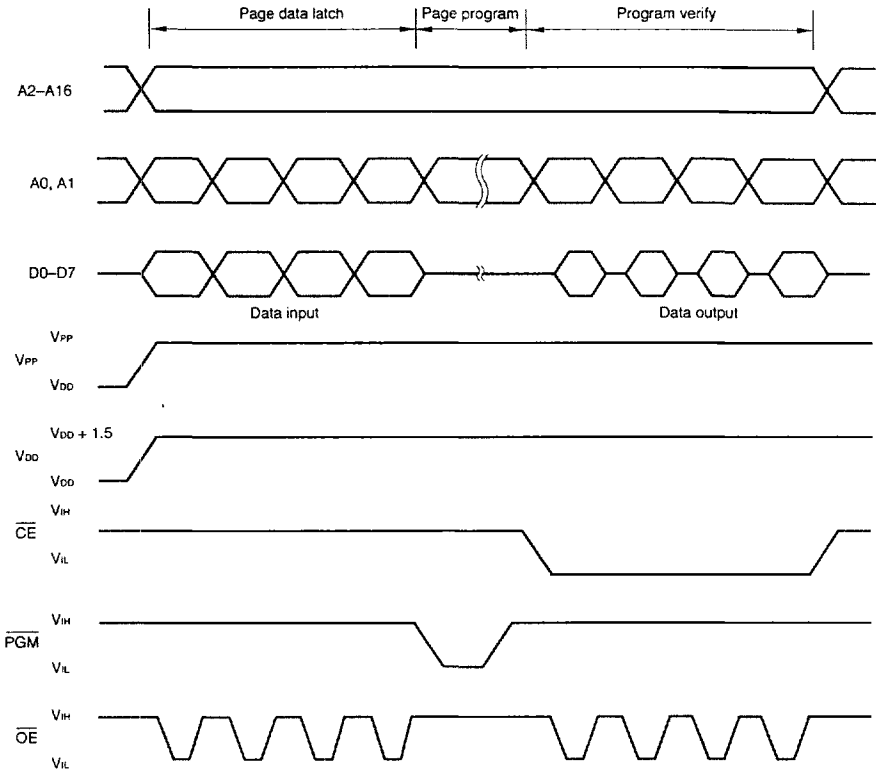 Page data latch Page program Program verify
A2–A16
A0, A1
D0–D7
Data input Data output
VPP
VPP
VDD
VDD + 1.5
VDD
VDD
VIH
CE
VIL
VIH
PGM
VIL
VIH
OE
VIL